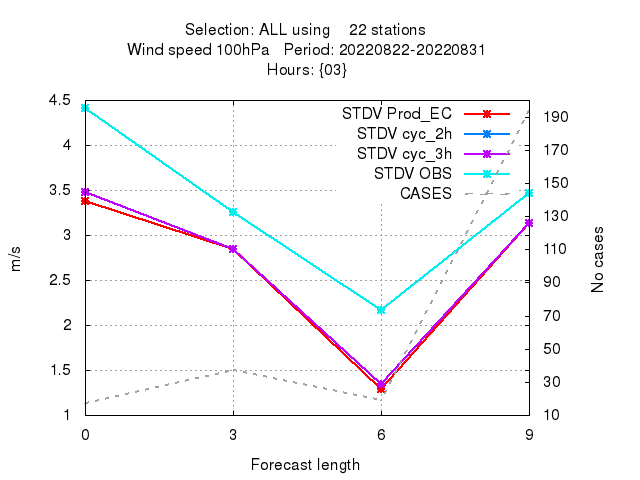 Selection: ALL using 22 stations
Wind speed 100hPa Period: 20220822-20220831
Hours: {03}
4.5
4
3.5
3
2.5
2
1.5
1
190
170
150
130
110
90
70
50
30
10
STDV Prod_EC
STDV cyc_2h
STDV cyc_3h
STDV OBS
CASES
m/s
No cases
0 3 6 9
Forecast length